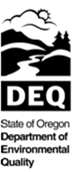 DEQ
State of Oregon
Department of
Environmental
Quality